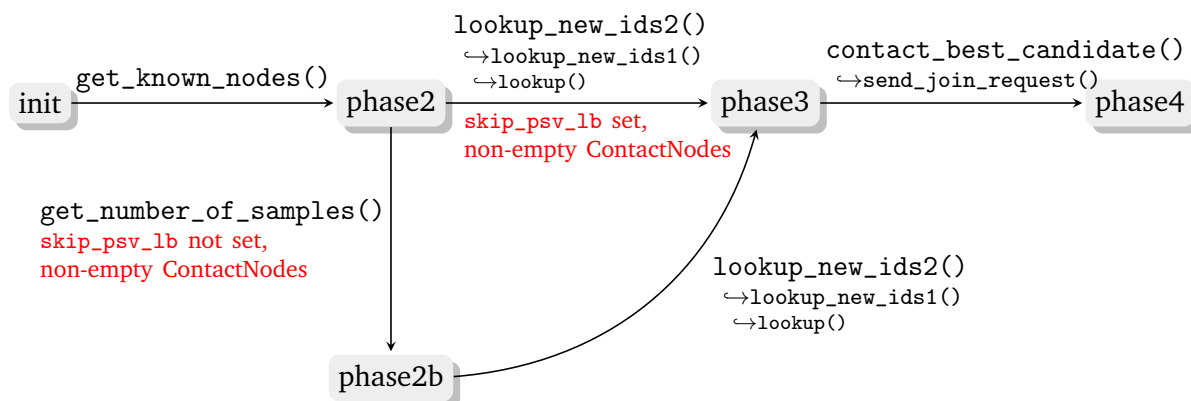 lookup_new_ids2()
↪lookup_new_ids1()
↪lookup()
contact_best_candidate()
↪send_join_request()
get_known_nodes()
init
phase2
phase3
phase4
skip_psv_lb set,
non-empty ContactNodes
get_number_of_samples()
skip_psv_lb not set,
non-empty ContactNodes
lookup_new_ids2()
↪lookup_new_ids1()
↪lookup()
phase2b